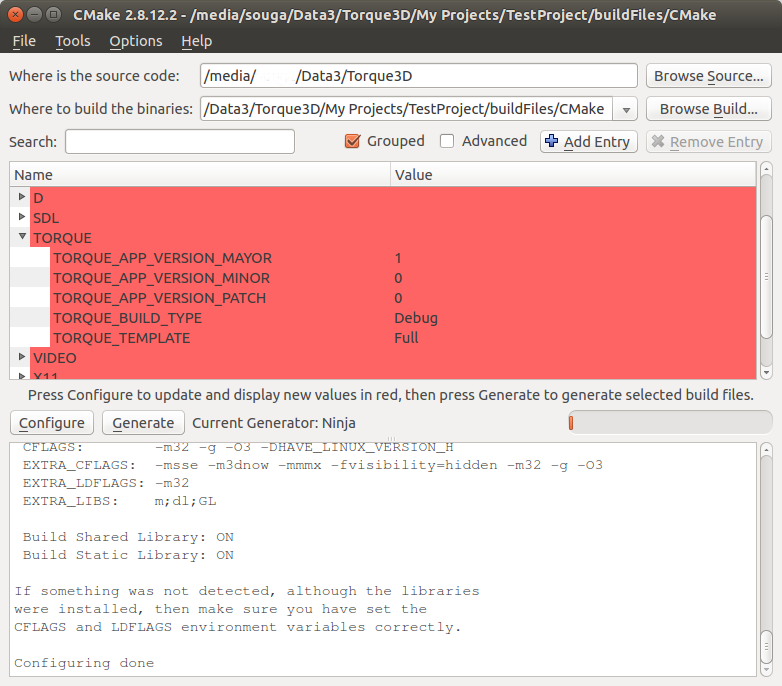 CMake 2.8.12.2 - /media/souga/Data3/Torque3D/My Projects/TestProject/buildFiles/CMake
File Tools Options Help
Where is the source code: /media/ /Data3/Torque3D Browse Source...
Where to build the binaries: /Data3/Torque3D/My Projects/TestProject/buildFiles/CMake Browse Build...
Search: Grouped Advanced Add Entry Remove Entry
Name Value
D
SDL
TORQUE
TORQUE_APP_VERSION_MAYOR 1
TORQUE_APP_VERSION_MINOR 0
TORQUE_APP_VERSION_PATCH 0
TORQUE_BUILD_TYPE Debug
TORQUE_TEMPLATE Full
VIDEO
X11
Press Configure to update and display new values in red, then press Generate to generate selected build files.
Configure Generate Current Generator: Ninja
CFLAGS: -m32 -g -O3 -DHAVE_LINUX_VERSION_H
EXTRA_CFLAGS: -msse -m3dnow -mmmx -fvisibility=hidden -m32 -g -O3
EXTRA_LDFLAGS: -m32
EXTRA_LIBS: m;dl;GL
Build Shared Library: ON
Build Static Library: ON
If something was not detected, although the libraries
were installed, then make sure you have set the
CFLAGS and LDFLAGS environment variables correctly.
Configuring done